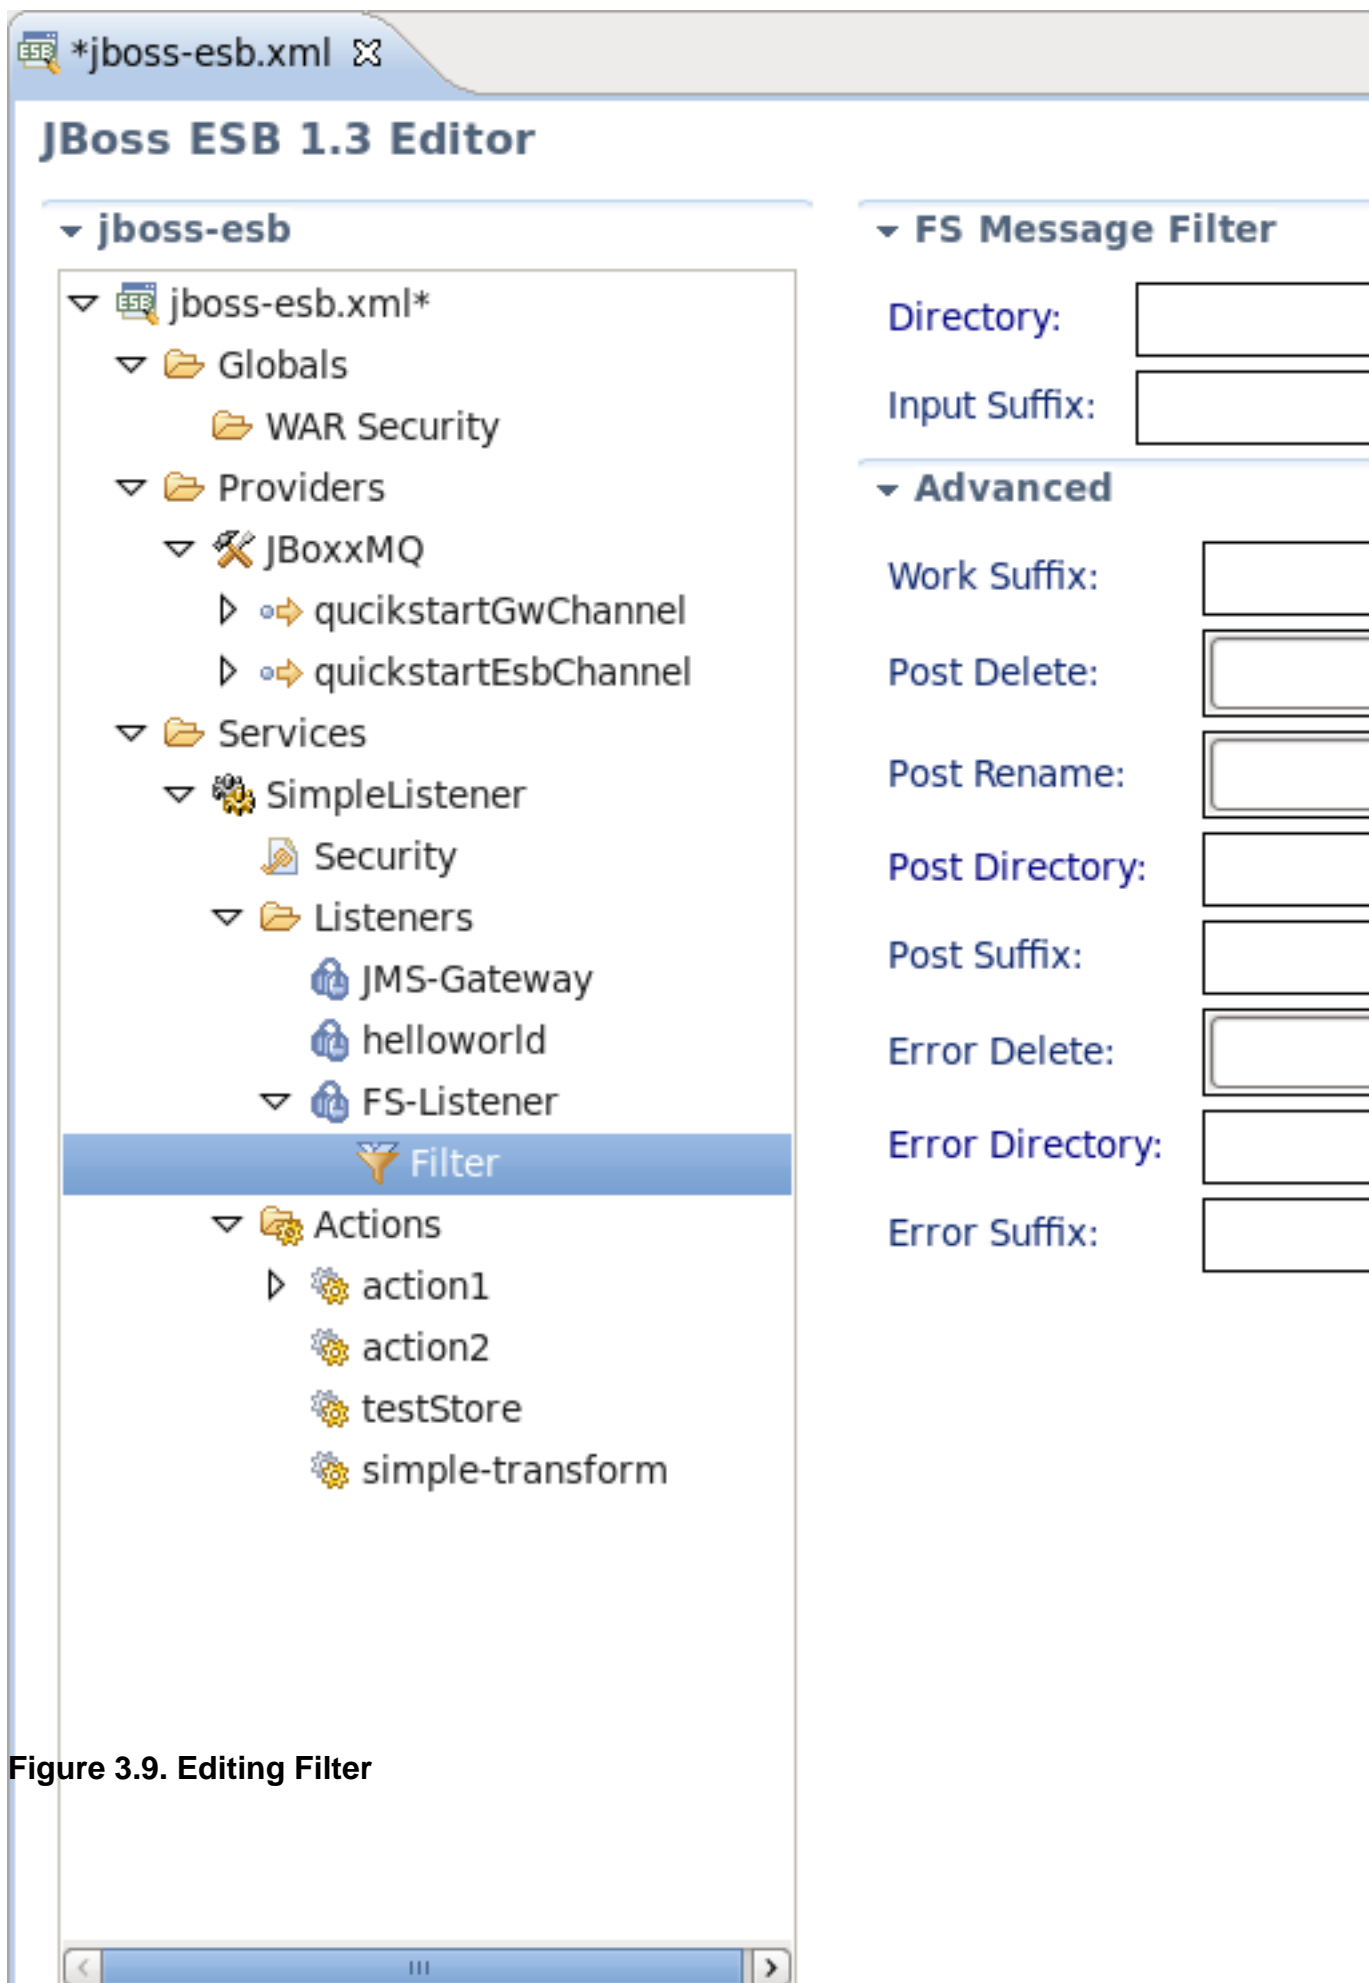 *jboss-esb.xml
JBoss ESB 1.3 Editor
jboss-esb
jboss-esb.xml*
Globals
WAR Security
Providers
JBoxxMQ
qucikstartGwChannel
quickstartEsbChannel
Services
SimpleListener
Security
Listeners
JMS-Gateway
helloworld
FS-Listener
Filter
Actions
action1
action2
testStore
simple-transform
FS Message Filter
Directory:
Input Suffix:
Advanced
Work Suffix:
Post Delete:
Post Rename:
Post Directory:
Post Suffix:
Error Delete:
Error Directory:
Error Suffix:
Figure 3.9. Editing Filter